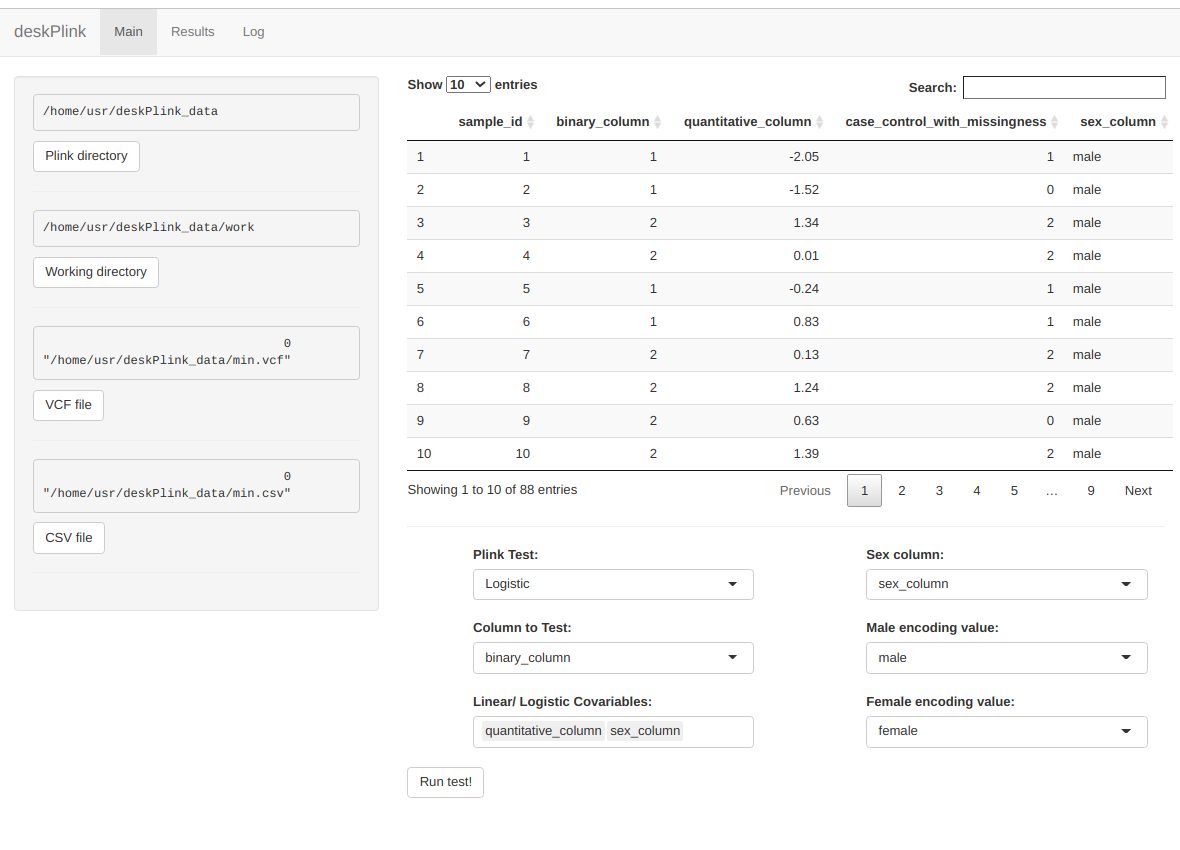 deskPlink Main Results Log
/home/usr/deskPlink_data
Plink directory
/home/usr/deskPlink_data/work
Working directory
0
"/home/usr/deskPlink_data/min.vcf"
VCF file
0
"/home/usr/deskPlink_data/min.csv"
CSV file
Show 10 entries
Search:
sample_id binary_column quantitative_column case_control_with_missingness sex_column
1 1 1 -2.05 1 male
2 2 1 -1.52 0 male
3 3 2 1.34 2 male
4 4 2 0.01 2 male
5 5 1 -0.24 1 male
6 6 1 0.83 1 male
7 7 2 0.13 2 male
8 8 2 1.24 2 male
9 9 2 0.63 0 male
10 10 2 1.39 2 male
Showing 1 to 10 of 88 entries
Previous 1 2 3 4 5 … 9 Next
Plink Test:
Logistic
Column to Test:
binary_column
Linear/ Logistic Covariables:
quantitative_column sex_column
Sex column:
sex_column
Male encoding value:
male
Female encoding value:
female
Run test!